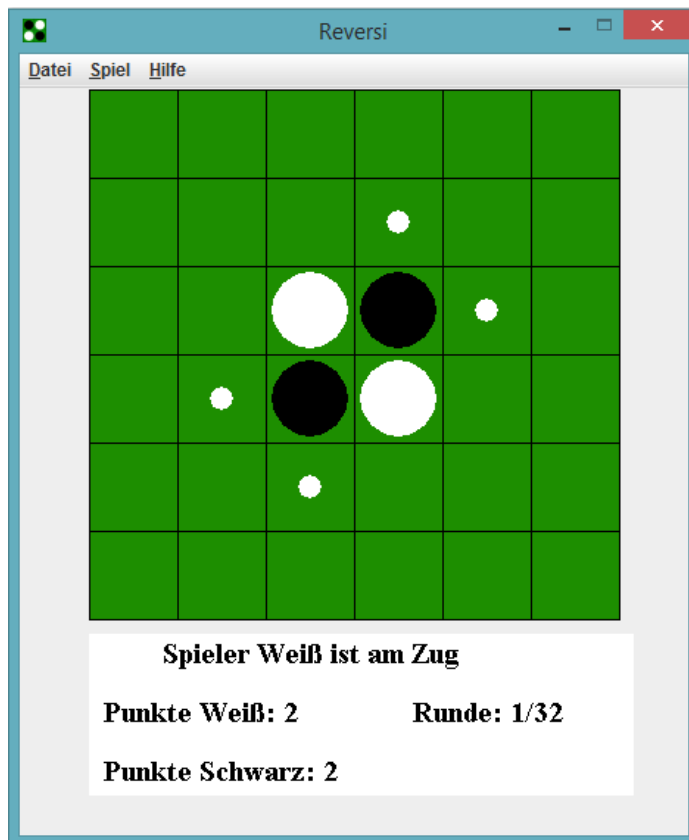 Reversi
Datei Spiel Hilfe
Spieler Weiß ist am Zug
Punkte Weiß: 2 Runde: 1/32
Punkte Schwarz: 2